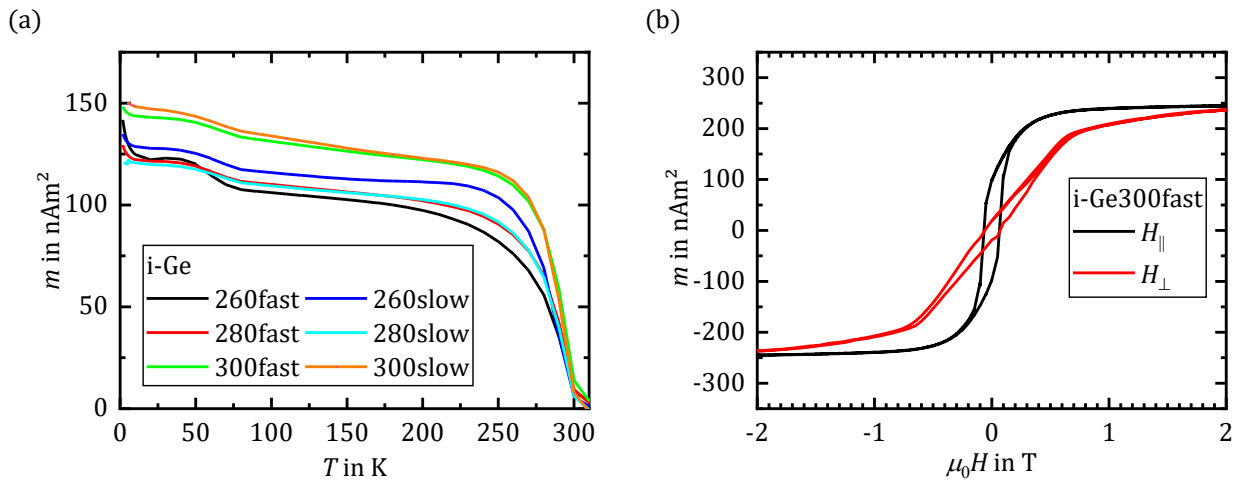 (a)
(b)
150
100
50
0
m in nAm²
0 50 100 150 200 250 300
T in K
i-Ge
260fast 260slow
280fast 280slow
300fast 300slow
300
200
100
0
-100
-200
-300
m in nAm²
-2 -1 0 1 2
μ₀H in T
i-Ge300fast
H∥
H⊥